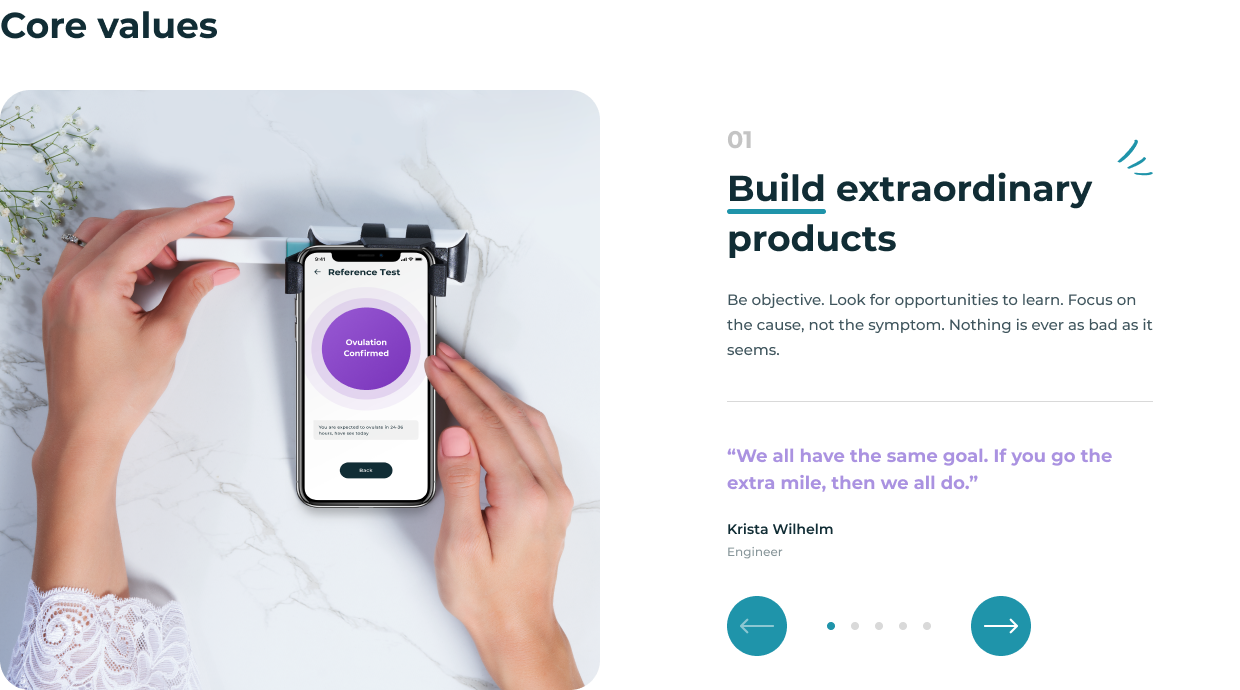 Core values
9:41
Reference Test
Ovulation
Confirmed
You are expected to ovulate in 24-36
hours, have sex today
Back
01
Build extraordinary
products
Be objective. Look for opportunities to learn. Focus on
the cause, not the symptom. Nothing is ever as bad as it
seems.
“We all have the same goal. If you go the
extra mile, then we all do.”
Krista Wilhelm
Engineer